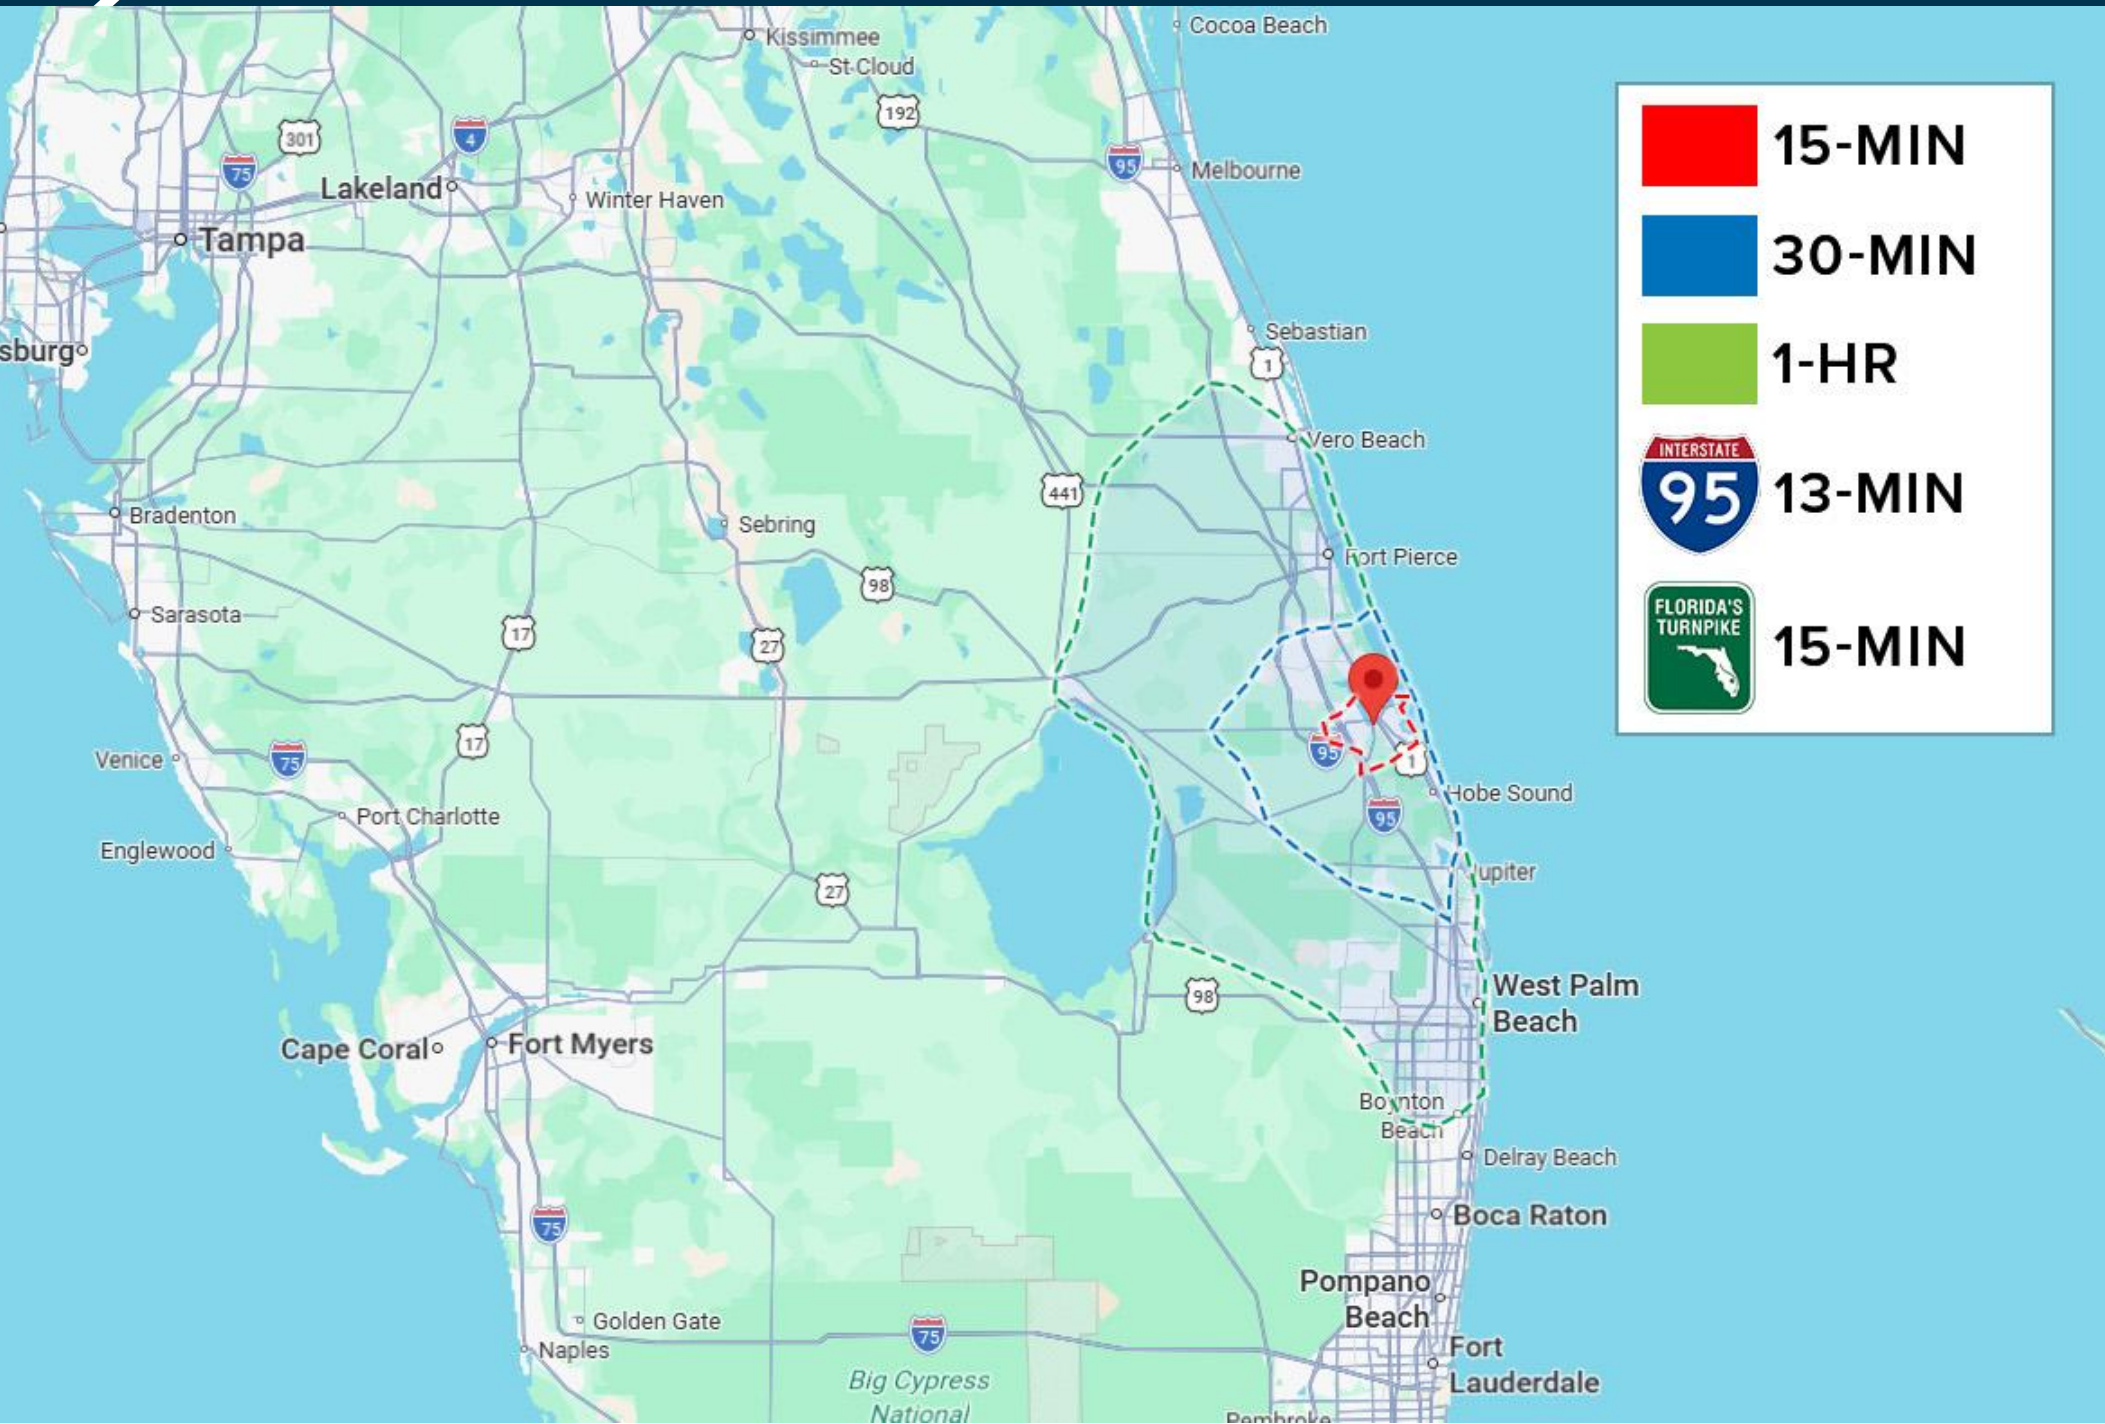 Cocoa Beach
Kissimmee
St Cloud
192
301
4
75
95
Melbourne
Lakeland
Winter Haven
Tampa
Sebastian
sburg
1
Vero Beach
441
Bradenton
Sebring
Fort Pierce
98
Sarasota
17
27
17
75
95
1
Venice
Hobe Sound
Port Charlotte
95
Englewood
Jupiter
27
West Palm
Beach
98
Cape Coral
Fort Myers
Boynton
Beach
Delray Beach
75
Boca Raton
Pompano
Beach
Golden Gate
75
Naples
Fort
Lauderdale
Big Cypress
National
Pembroke
15-MIN
30-MIN
1-HR
INTERSTATE
95
13-MIN
FLORIDA'S
TURNPIKE
15-MIN